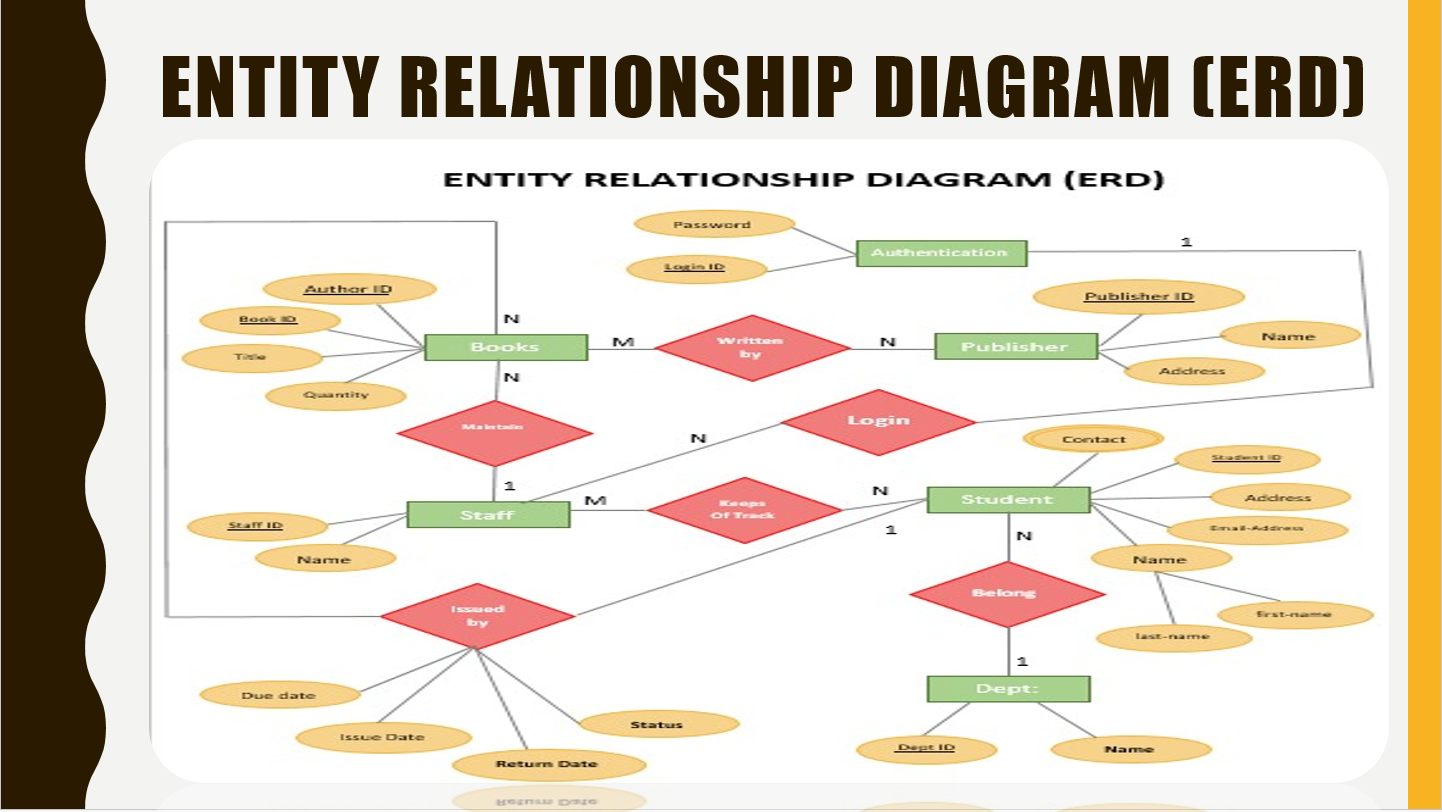 ENTITY RELATIONSHIP DIAGRAM (ERD)
ENTITY RELATIONSHIP DIAGRAM (ERD)
Password
Authentication
1
Login ID
Author ID
Publisher ID
Book ID
N
Title
Books
M
Written
by
N
Publisher
Name
Address
Quantity
N
Maintain
Login
N
Contact
Student ID
1
Staff
M
Keeps
Of Track
N
Student
Address
Staff ID
Name
1
N
Email-Address
Name
Issued
by
Belong
first-name
last-name
1
Due date
Dept:
Issue Date
Status
Return Date
Dept ID
Name
Return Date